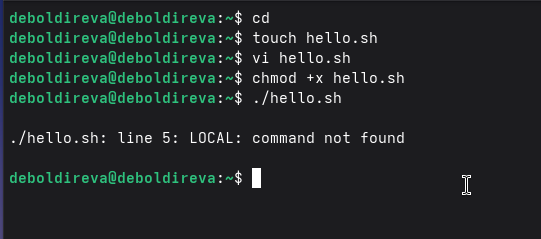 deboldireva@deboldireva:~$ cd
deboldireva@deboldireva:~$ touch hello.sh
deboldireva@deboldireva:~$ vi hello.sh
deboldireva@deboldireva:~$ chmod +x hello.sh
deboldireva@deboldireva:~$ ./hello.sh
./hello.sh: line 5: LOCAL: command not found
deboldireva@deboldireva:~$